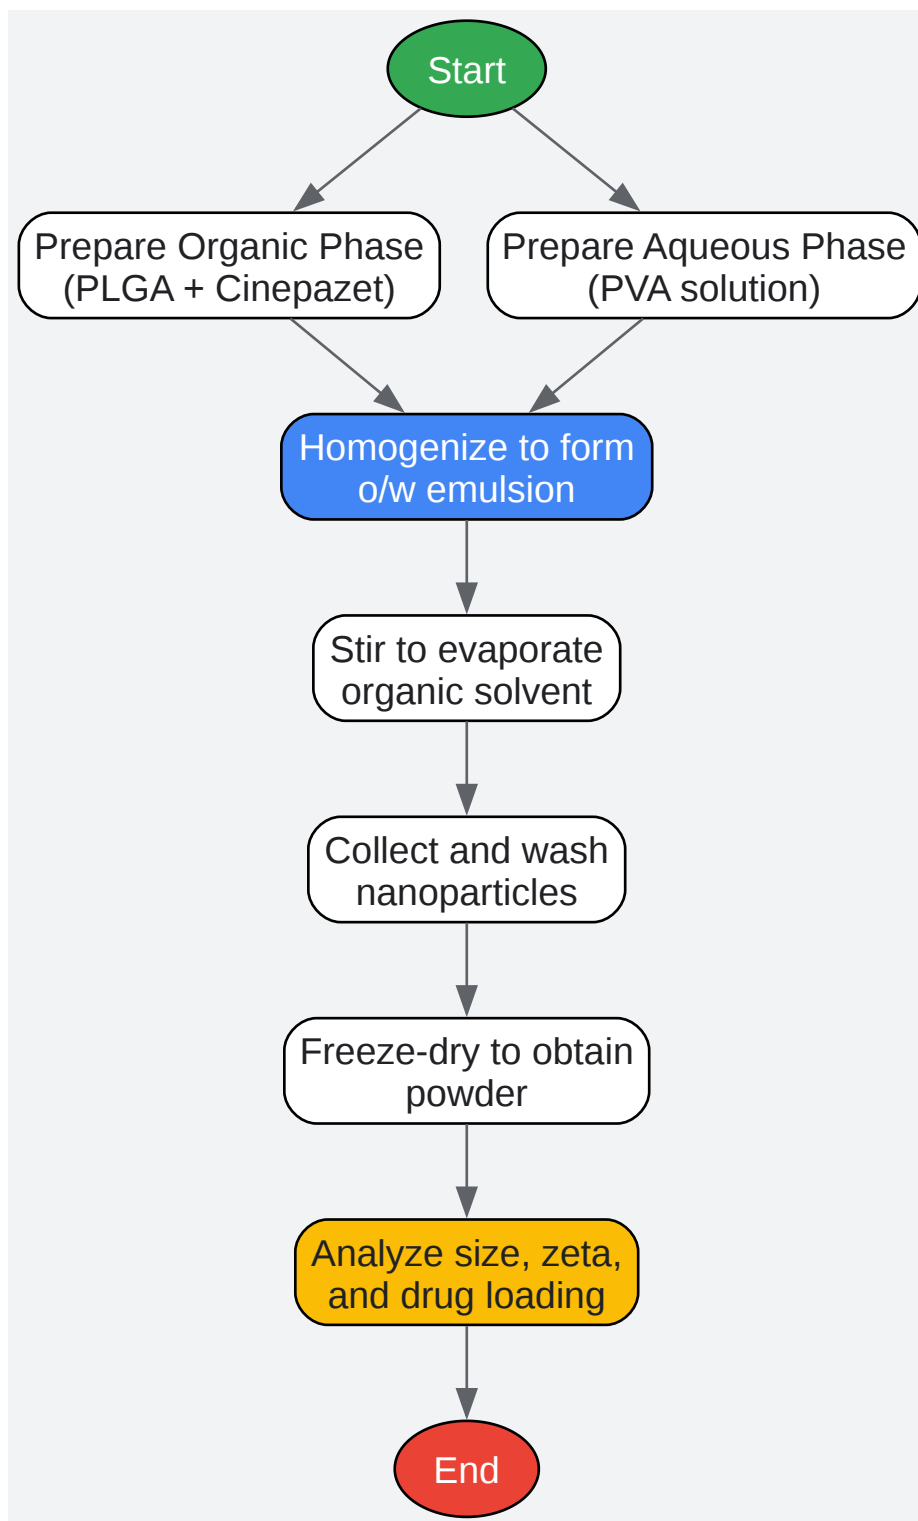 Start
Prepare Organic Phase
(PLGA + Cinepazet)
Prepare Aqueous Phase
(PVA solution)
Homogenize to form
o/w emulsion
Stir to evaporate
organic solvent
Collect and wash
nanoparticles
Freeze-dry to obtain
powder
Analyze size, zeta,
and drug loading
End